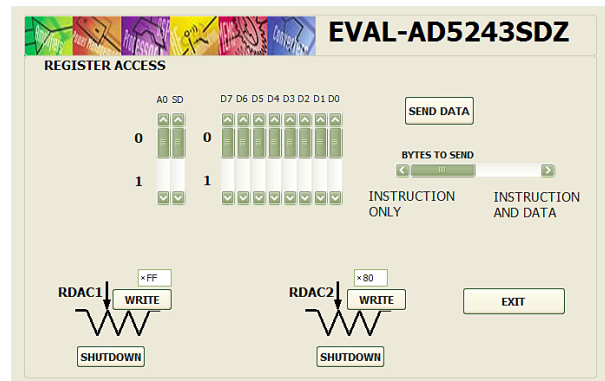 EVAL-AD5243SDZ
REGISTER ACCESS
A0 SD
D7 D6 D5 D4 D3 D2 D1 D0
SEND DATA
0
0
BYTES TO SEND
1
1
INSTRUCTION ONLY
INSTRUCTION AND DATA
×FF
RDAC1
WRITE
SHUTDOWN
×80
RDAC2
WRITE
SHUTDOWN
EXIT